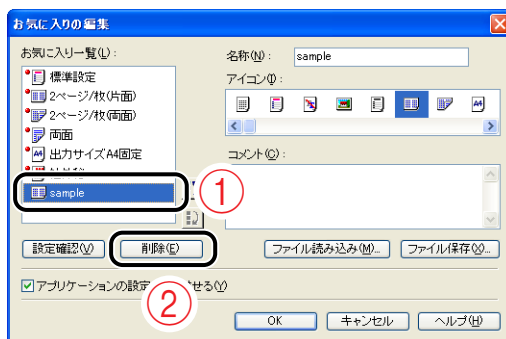 お気に入りの編集
お気に入り一覧(L):
標準設定
2ページ/枚(片面)
2ページ/枚(両面)
両面
出力サイズA4固定
sample
名称(N):
sample
アイコン(I):
コメント(C):
①
設定確認(V)
削除(E)
ファイル読み込み(M)...
ファイル保存(X)...
②
アプリケーションの設定
せる(Y)
OK
キャンセル
ヘルプ(H)